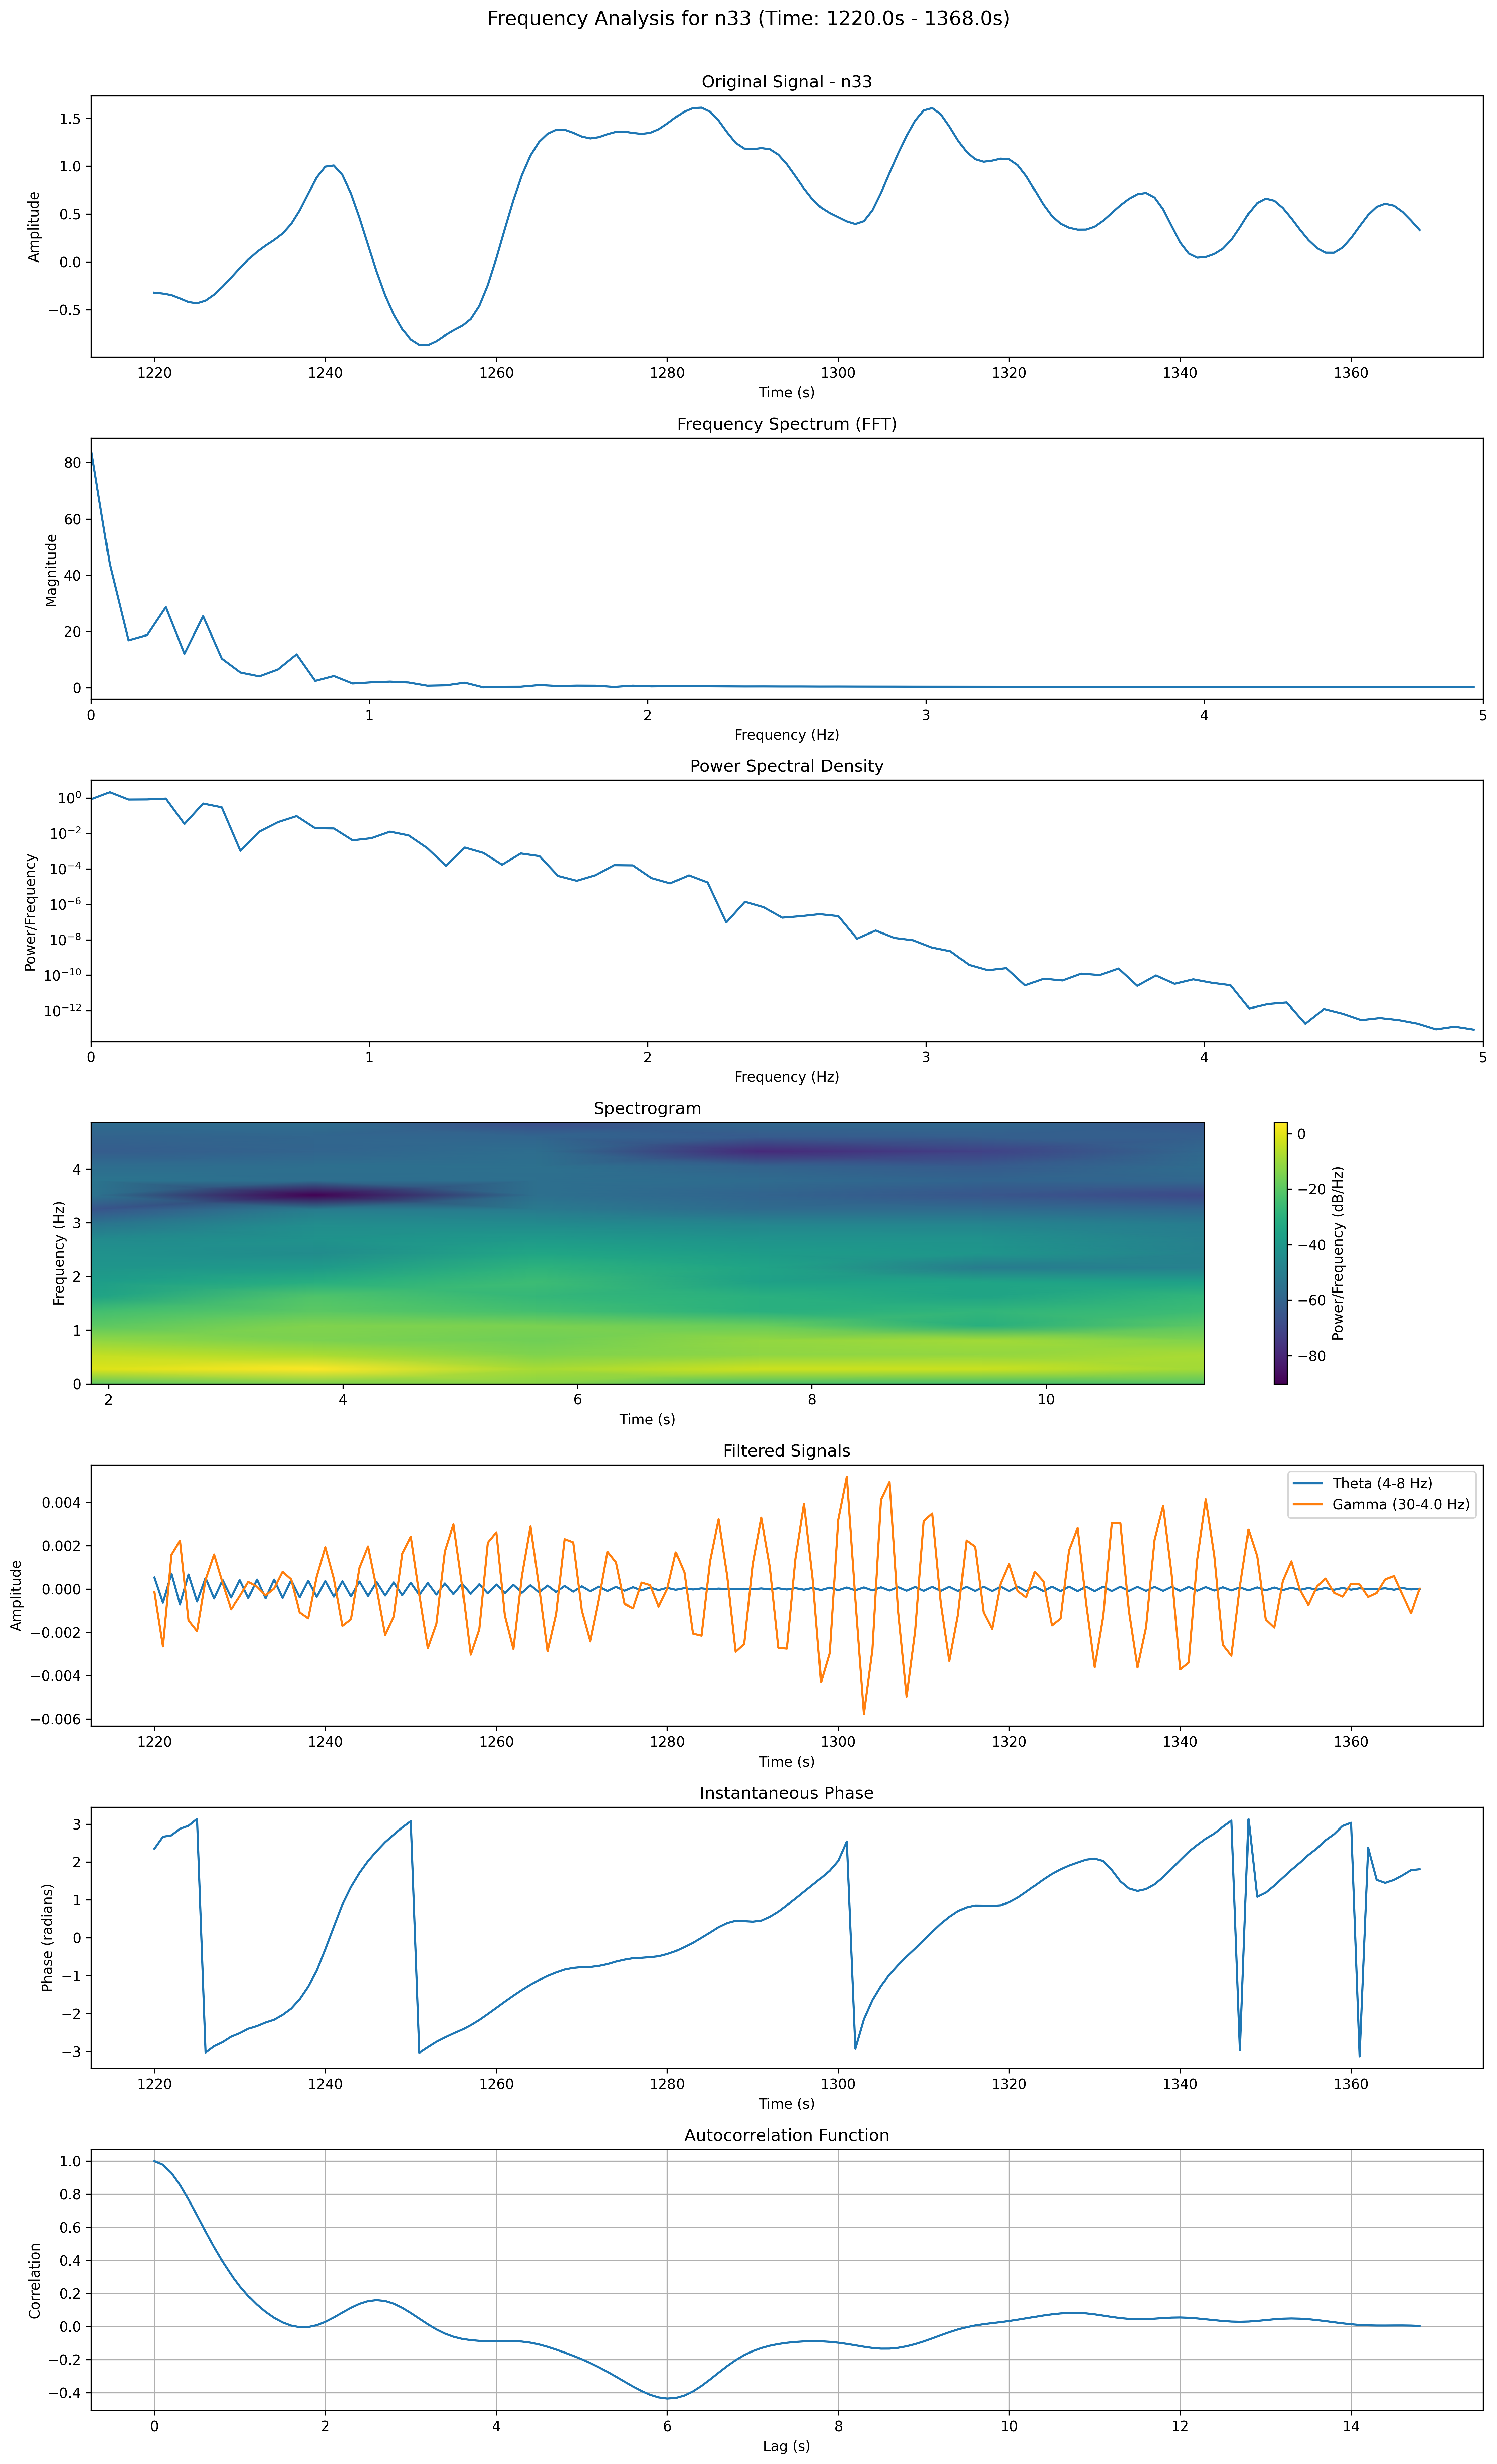 Frequency Analysis for n33 (Time: 1220.0s - 1368.0s)
Original Signal - n33
1.5
1.0
0.5
0.0
−0.5
Amplitude
1220 1240 1260 1280 1300 1320 1340 1360
Time (s)
Frequency Spectrum (FFT)
80
60
40
20
0
Magnitude
0 1 2 3 4 5
Frequency (Hz)
Power Spectral Density
10⁰
10⁻²
10⁻⁴
10⁻⁶
10⁻⁸
10⁻¹⁰
10⁻¹²
Power/Frequency
0 1 2 3 4 5
Frequency (Hz)
Spectrogram
4
3
2
1
0
Frequency (Hz)
2 4 6 8 10
Time (s)
0
−20
−40
−60
−80
Power/Frequency (dB/Hz)
Filtered Signals
Theta (4-8 Hz)
Gamma (30-4.0 Hz)
0.004
0.002
0.000
−0.002
−0.004
−0.006
Amplitude
1220 1240 1260 1280 1300 1320 1340 1360
Time (s)
Instantaneous Phase
3
2
1
0
−1
−2
−3
Phase (radians)
1220 1240 1260 1280 1300 1320 1340 1360
Time (s)
Autocorrelation Function
1.0
0.8
0.6
0.4
0.2
0.0
−0.2
−0.4
Correlation
0 2 4 6 8 10 12 14
Lag (s)